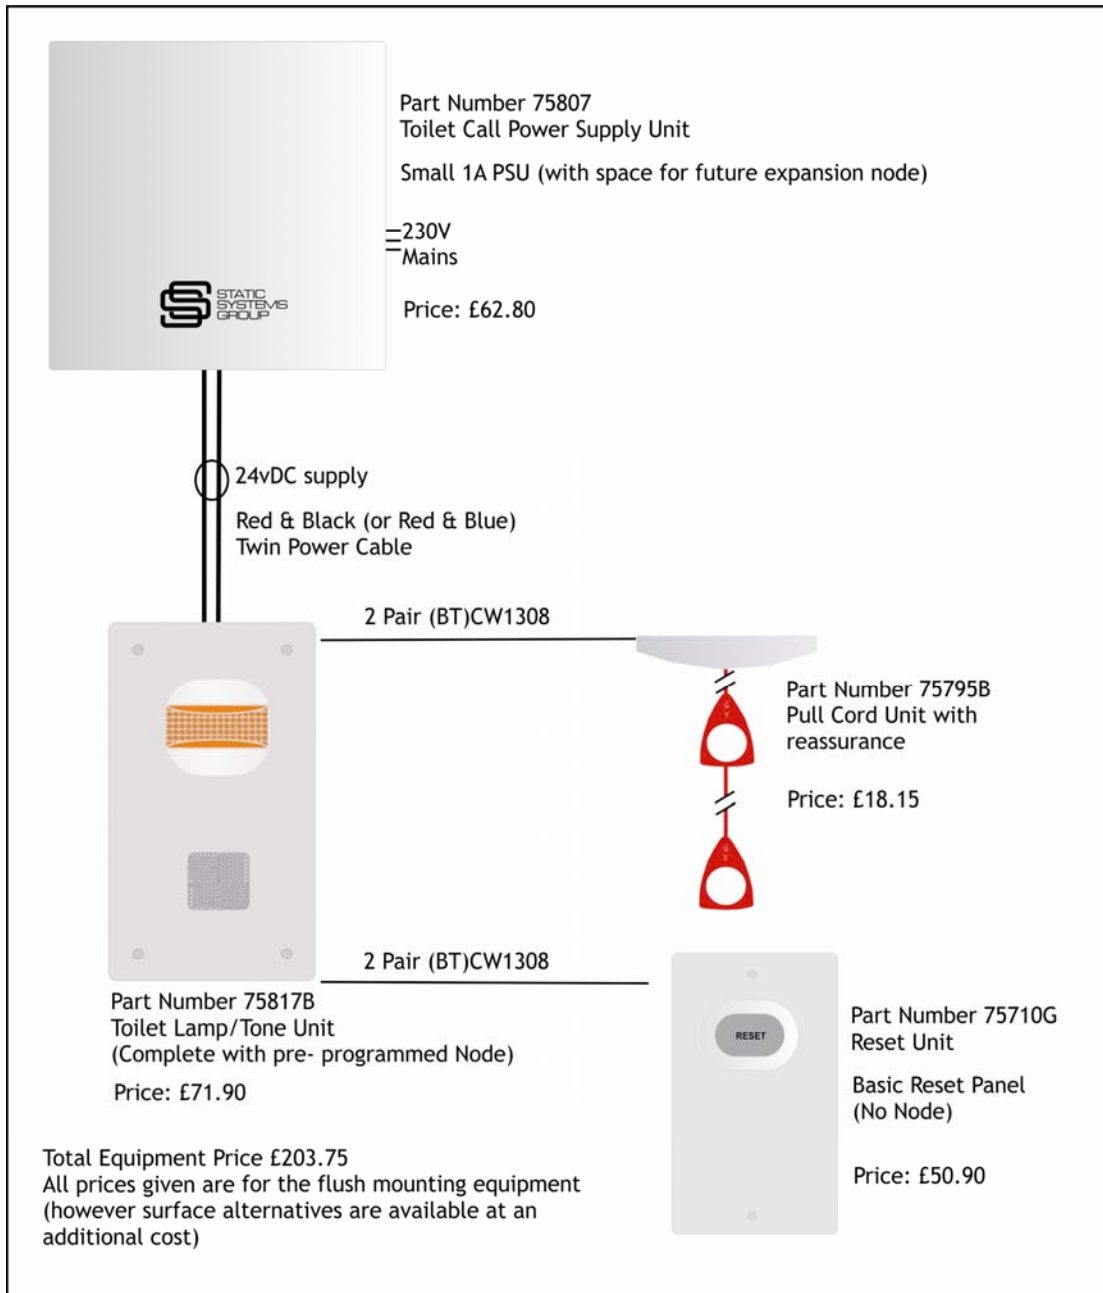 Part Number 75807
Toilet Call Power Supply Unit
Small 1A PSU (with space for future expansion node)
230V
Mains
STATIC
SYSTEMS
GROUP
Price: £62.80
24vDC supply
Red & Black (or Red & Blue)
Twin Power Cable
2 Pair (BT)CW1308
Part Number 75795B
Pull Cord Unit with
reassurance
Price: £18.15
2 Pair (BT)CW1308
Part Number 75817B
Toilet Lamp/Tone Unit
(Complete with pre- programmed Node)
Price: £71.90
RESET
Part Number 75710G
Reset Unit
Basic Reset Panel
(No Node)
Price: £50.90
Total Equipment Price £203.75
All prices given are for the flush mounting equipment
(however surface alternatives are available at an
additional cost)